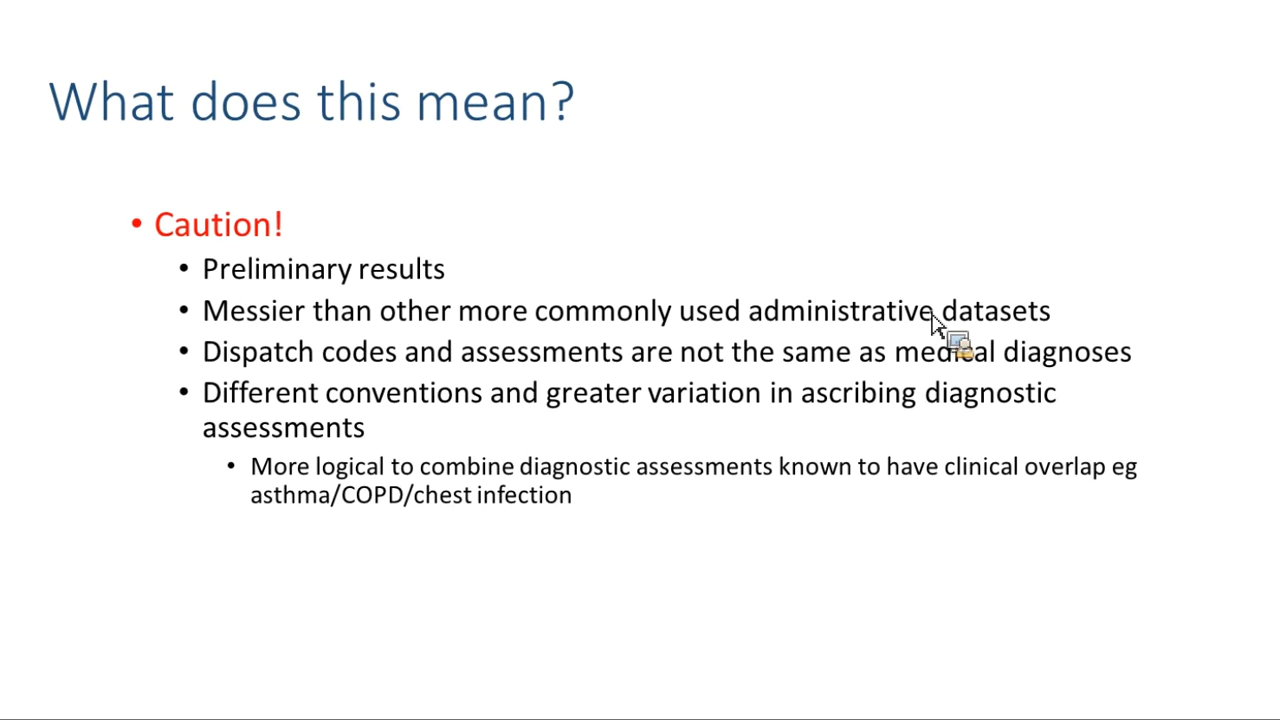 What does this mean?
• Caution!
• Preliminary results
• Messier than other more commonly used administrative datasets
• Dispatch codes and assessments are not the same as medical diagnoses
• Different conventions and greater variation in ascribing diagnostic
assessments
• More logical to combine diagnostic assessments known to have clinical overlap eg
asthma/COPD/chest infection